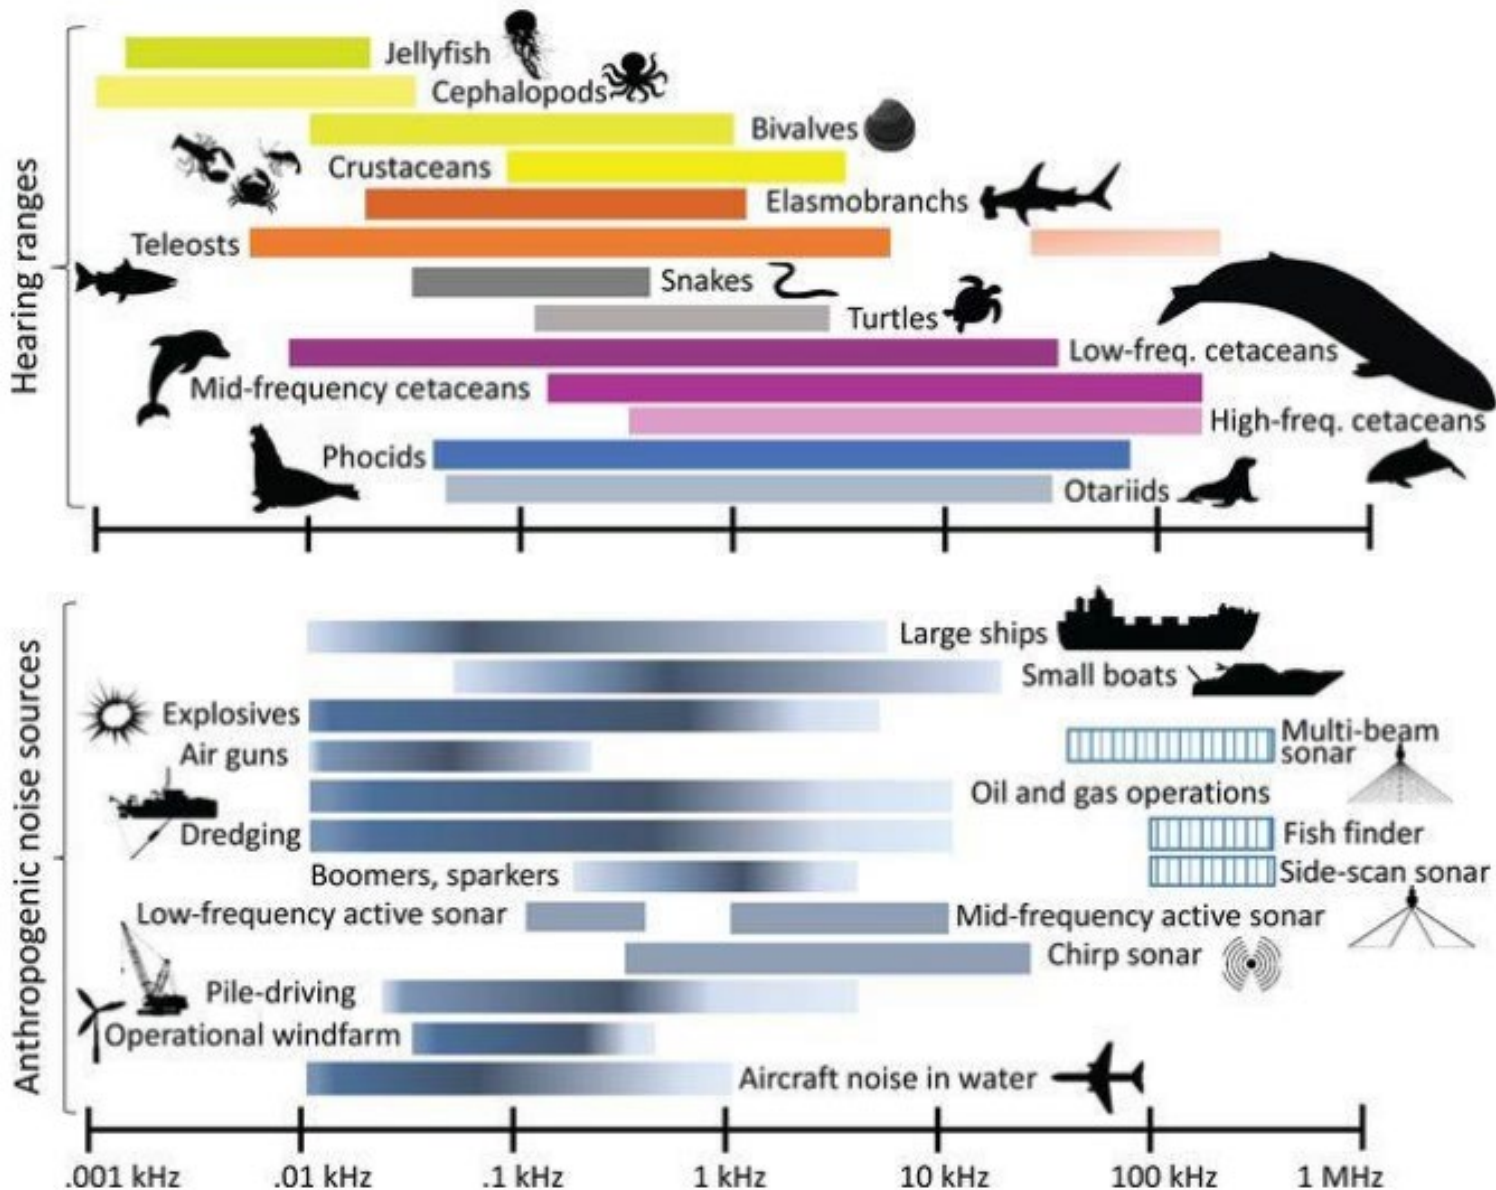 Hearing ranges
Jellyfish
Cephalopods
Bivalves
Crustaceans
Elasmobranchs
Teleosts
Snakes
Turtles
Low-freq. cetaceans
Mid-frequency cetaceans
High-freq. cetaceans
Phocids
Otariids
Anthropogenic noise sources
Large ships
Small boats
Explosives
Multi-beam
sonar
Air guns
Oil and gas operations
Dredging
Fish finder
Boomers, sparkers
Side-scan sonar
Low-frequency active sonar
Mid-frequency active sonar
Chirp sonar
Pile-driving
Operational windfarm
Aircraft noise in water
.001 kHz .01 kHz .1 kHz 1 kHz 10 kHz 100 kHz 1 MHz